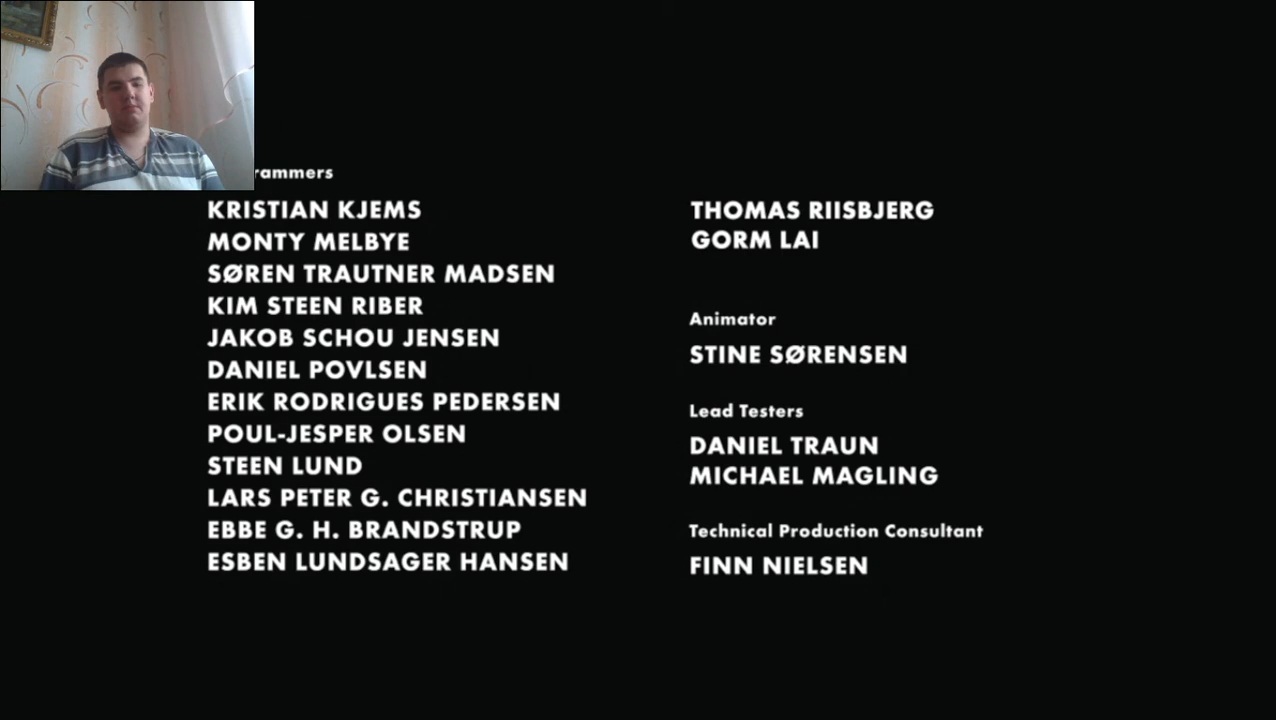 rammers
KRISTIAN KJEMS
MONTY MELBYE
SØREN TRAUTNER MADSEN
KIM STEEN RIBER
JAKOB SCHOU JENSEN
DANIEL POVLSEN
ERIK RODRIGUES PEDERSEN
POUL-JESPER OLSEN
STEEN LUND
LARS PETER G. CHRISTIANSEN
EBBE G. H. BRANDSTRUP
ESBEN LUNDSAGER HANSEN
THOMAS RIISBJERG
GORM LAI
Animator
STINE SØRENSEN
Lead Testers
DANIEL TRAUN
MICHAEL MAGLING
Technical Production Consultant
FINN NIELSEN